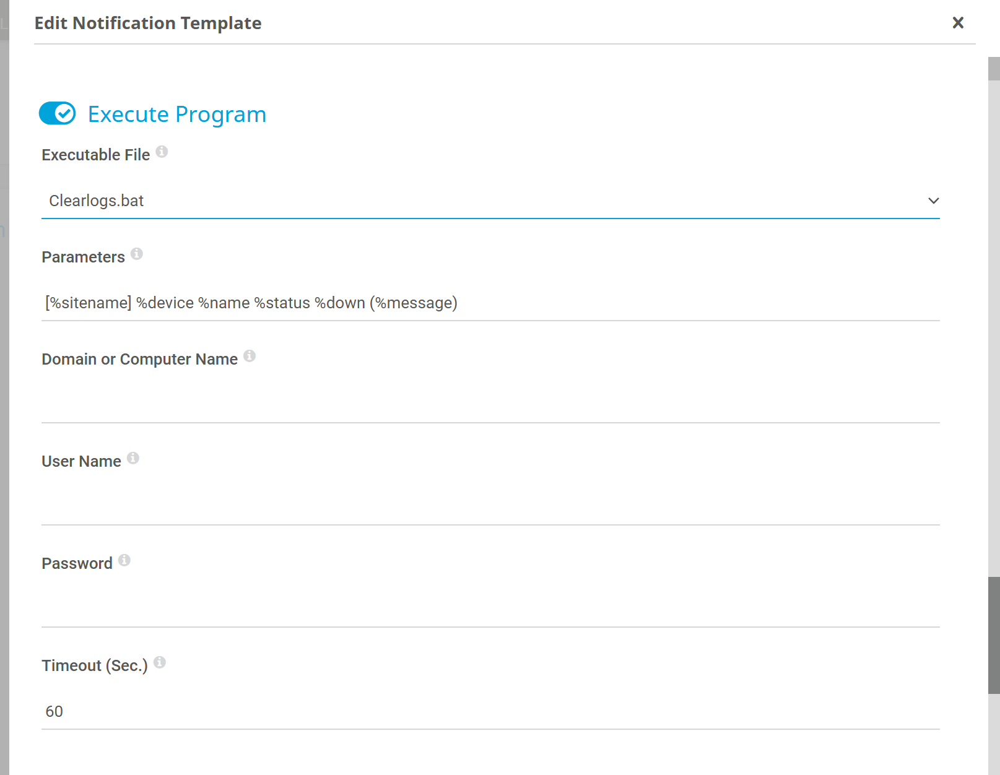 Edit Notification Template
Execute Program
Executable File
Clearlogs.bat
Parameters
[%sitename] %device %name %status %down (%message)
Domain or Computer Name
User Name
Password
Timeout (Sec.)
60